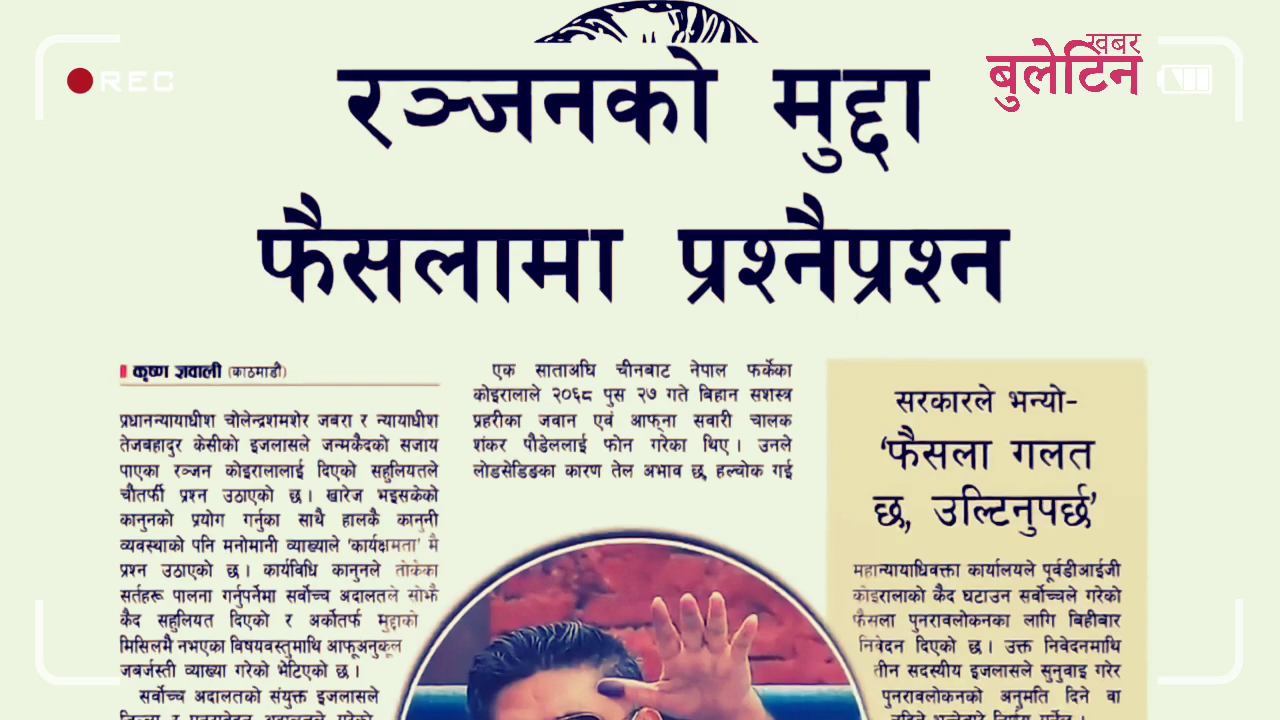 REC
खबर
बुलेटिन
रञ्जनको मुद्दा
फैसलामा प्रश्नैप्रश्न
कृष्ण ज्ञवाली (काठमाडौं)
प्रधानन्यायाधीश चोलेन्द्रशमशेर जबरा र न्यायाधीश
तेजबहादुर केसीको इजलासले जन्मकैदको सजाय
पाएका रञ्जन कोइरालालाई दिएको सहुलियतले
चौतर्फी प्रश्न उठाएको छ । खारेज भइसकेको
कानुनको प्रयोग गर्नुका साथै हालकै कानुनी
व्यवस्थाको पनि मनोमानी व्याख्याले 'कार्यक्षमता' मै
प्रश्न उठाएको छ । कार्यविधि कानुनले तोकेका
सर्तहरू पालना गर्नुपर्नेमा सर्वोच्च अदालतले सोझै
कैद सहुलियत दिएको र अर्कोतर्फ मुद्दाको
मिसिलमै नभएका विषयवस्तुमाथि आफूअनुकूल
जबर्जस्ती व्याख्या गरेको भेटिएको छ ।
सर्वोच्च अदालतको संयुक्त इजलासले
एक साताअघि चीनबाट नेपाल फर्केका
कोइरालाले २०६८ पुस २७ गते बिहान सशस्त्र
प्रहरीका जवान एवं आफ्ना सवारी चालक
शंकर पौडेललाई फोन गरेका थिए । उनले
लोडसेडिङका कारण तेल अभाव छ, हल्चोक गई
सरकारले भन्यो-
'फैसला गलत
छ, उल्टिनुपर्छ'
महान्यायाधिवक्ता कार्यालयले पूर्वडीआईजी
कोइरालाको कैद घटाउन सर्वोच्चले गरेको
फैसला पुनरावलोकनका लागि बिहीबार
निवेदन दिएको छ । उक्त निवेदनमाथि
तीन सदस्यीय इजलासले सुनुवाइ गरेर
पुनरावलोकनको अनुमति दिने वा